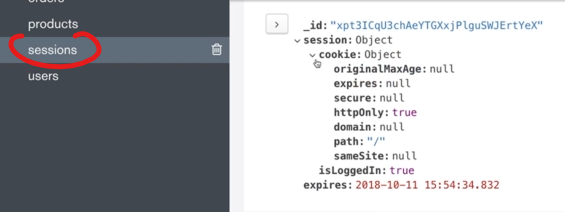 orders
products
sessions
users
_id: "xpt3ICqU3chAeYTGXxjPlguSWJErtYeX"
session: Object
cookie: Object
originalMaxAge: null
expires: null
secure: null
httpOnly: true
domain: null
path: "/"
sameSite: null
isLoggedIn: true
expires: 2018-10-11 15:54:34.832